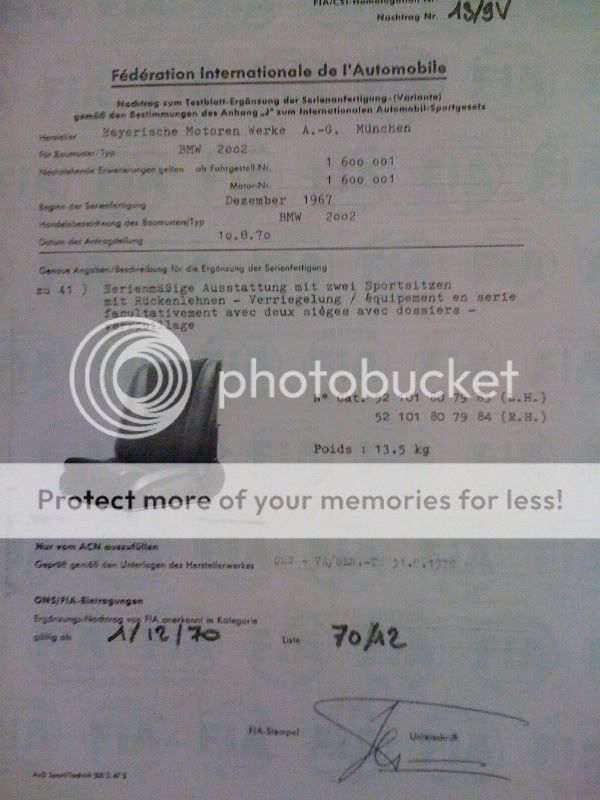 FIA/CSI-Homologation Nr.
Nachtrag Nr. 13/9V
Fédération Internationale de l'Automobile
Nachtrag zum Testblatt-Ergänzung der Serienanfertigung-(Variante)
gemäß den Bestimmungen des Anhang „J" zum Internationalen Automobil-Sportgesetz
Hersteller Bayerische Motoren Werke A.-G. München
Für Baumuster/Typ BMW 2002
Nachstehende Erweiterungen gelten ab Fahrgestell-Nr. 1 600 001
Motor-Nr. 1 600 001
Beginn der Serienfertigung Dezember 1967
Handelsbezeichnung des Baumusters/Typ BMW 2002
Datum der Antragstellung 10.8.70
Genaue Angaben/Beschreibung für die Ergänzung der Serienfertigung
zu 41 ) Serienmäßige Ausstattung mit zwei Sportsitzen
mit Rückenlehnen - Verriegelung / équipement en serie
facultativement avec deux sièges avec dossiers -
verrouillage
photobucket
N° Cat. 52 101 80 79 (L.H.)
52 101 80 79 84 (R.H.)
Poids : 13.5 kg
Protect more of your memories for less!
Nur vom ACN auszufüllen
Geprüft gemäß den Unterlagen des Herstellerwerkes
ONS/FIA-Eintragungen
Ergänzungs-Nachtrag von FIA anerkannt in Kategorie
gültig ab 1/12/70 Liste 70/12
FIA-Stempel Unterschrift